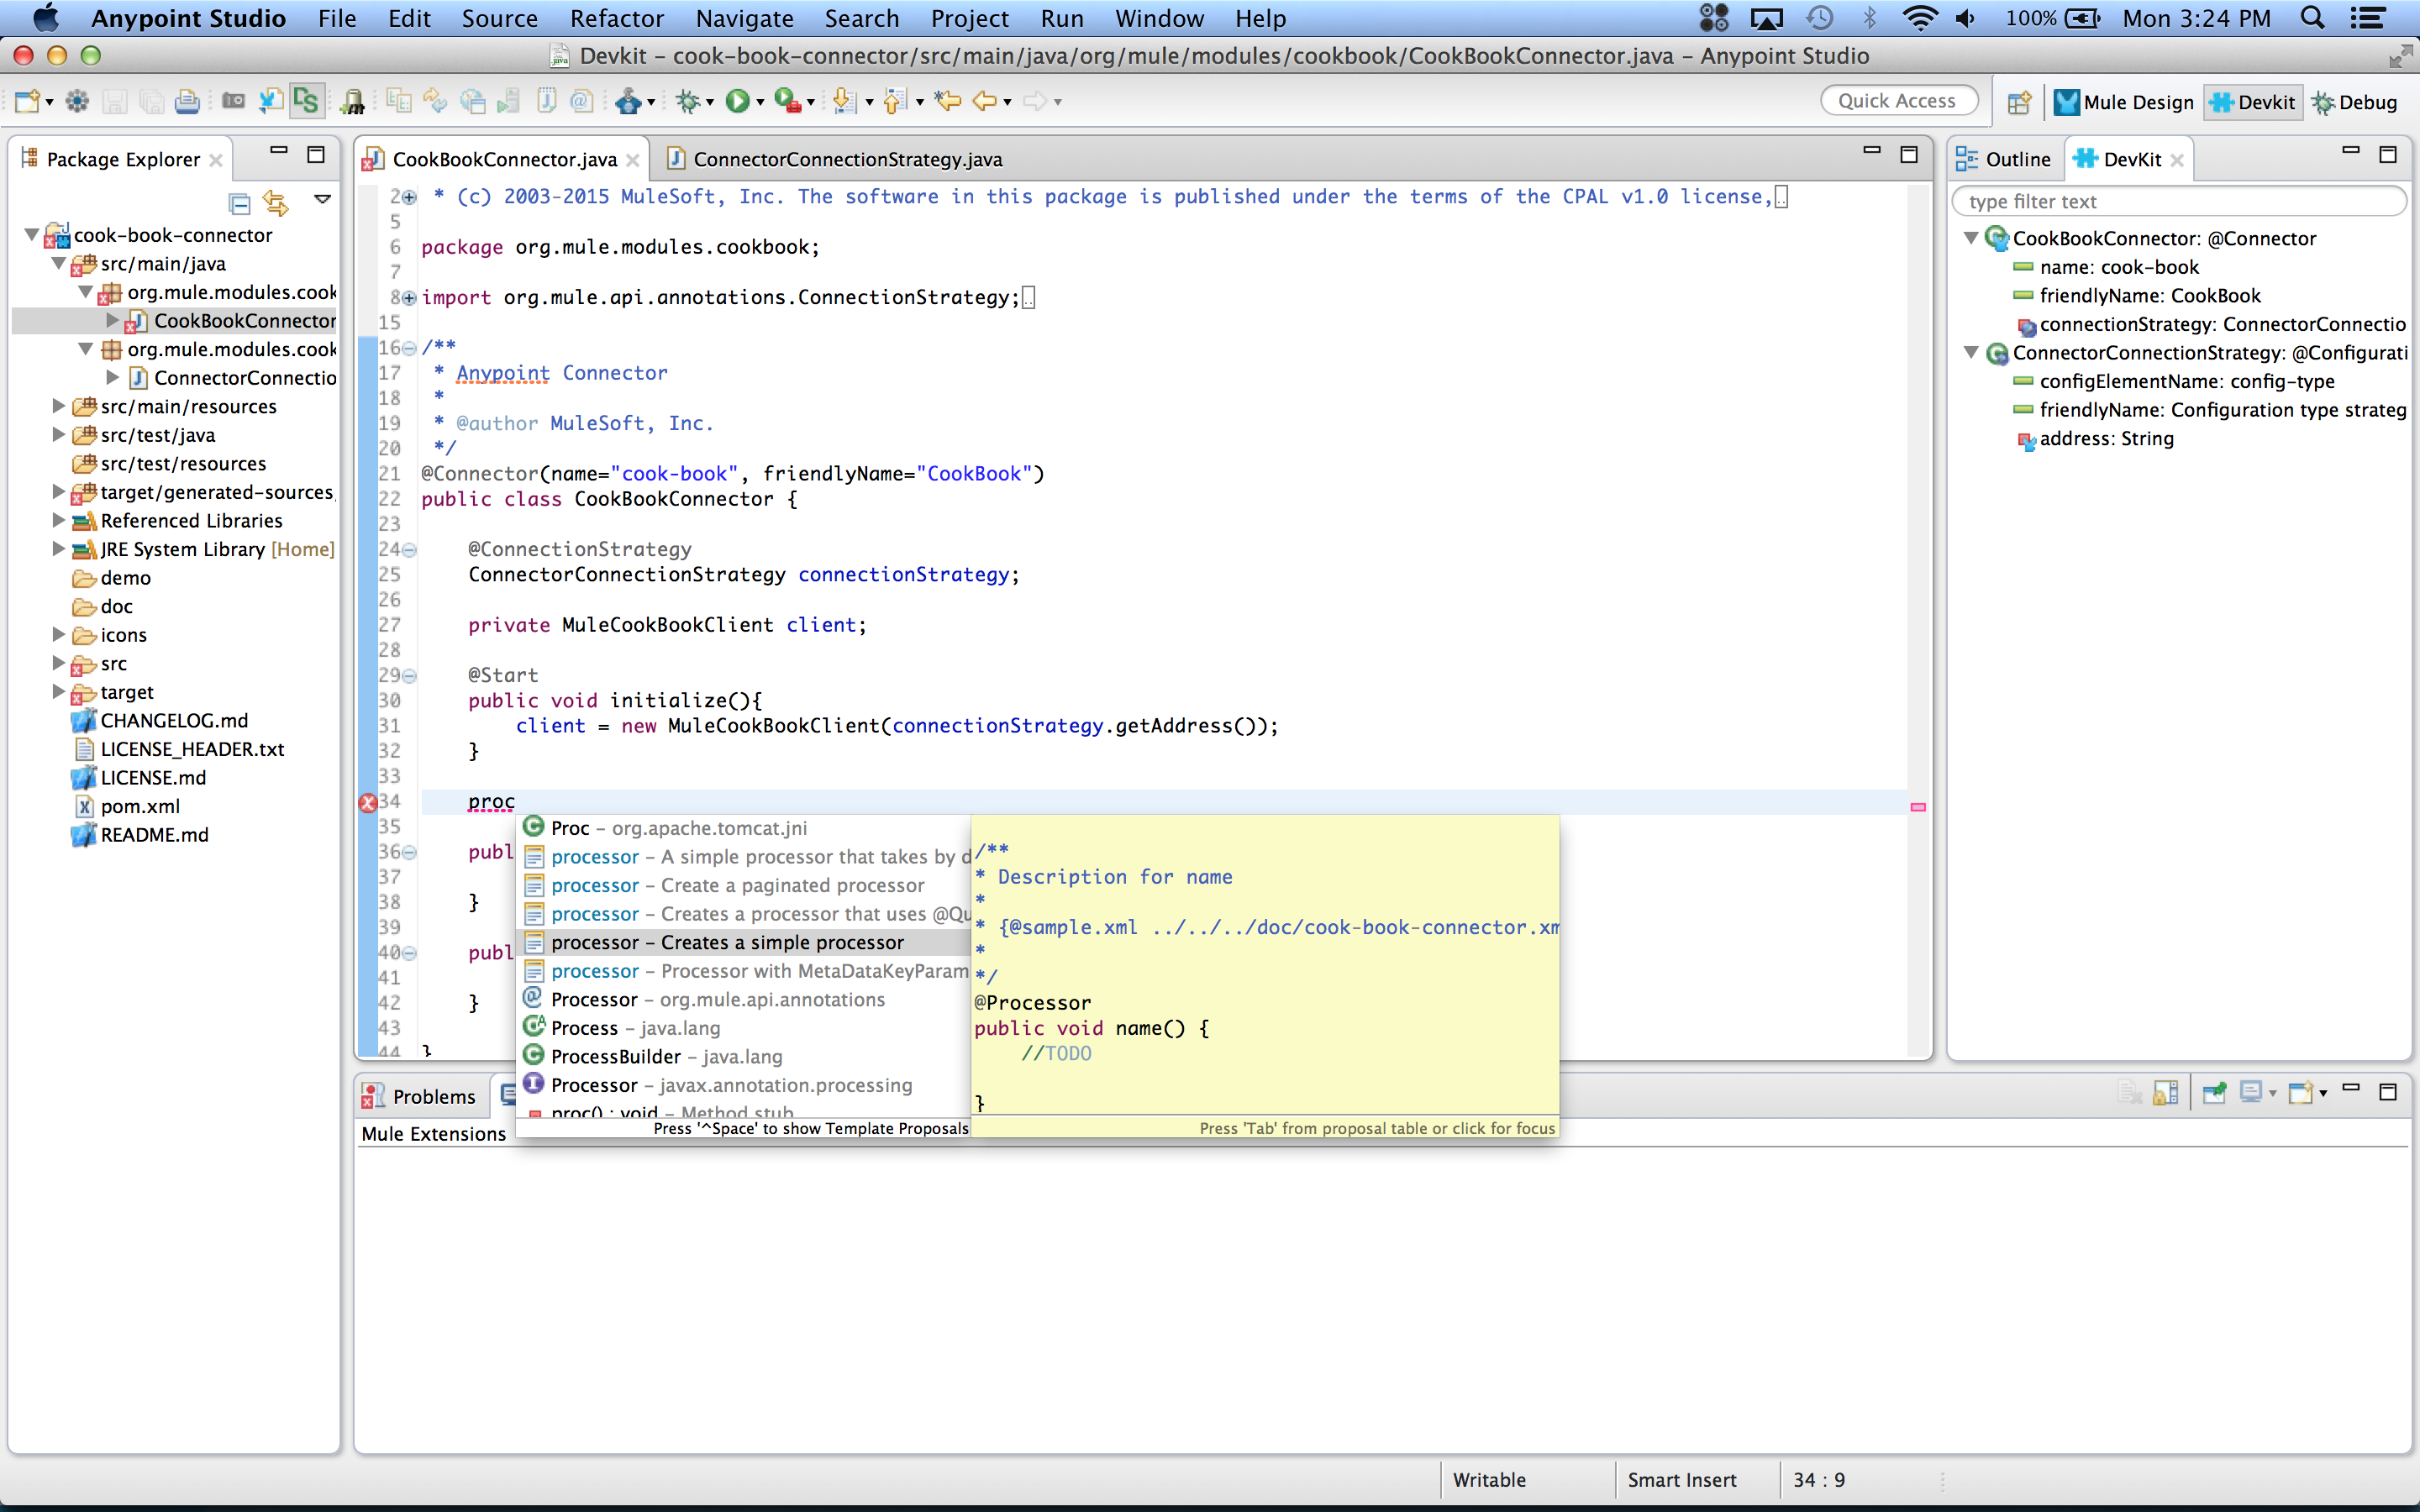 Anypoint Studio File Edit Source Refactor Navigate Search Project Run Window Help 100% Mon 3:24 PM
Devkit – cook-book-connector/src/main/java/org/mule/modules/cookbook/CookBookConnector.java – Anypoint Studio
Quick Access Mule Design Devkit Debug
Package Explorer
cook-book-connector
src/main/java
org.mule.modules.cook
CookBookConnector
org.mule.modules.cook
ConnectorConnectio
src/main/resources
src/test/java
src/test/resources
target/generated-sources
Referenced Libraries
JRE System Library [Home]
demo
doc
icons
src
target
CHANGELOG.md
LICENSE_HEADER.txt
LICENSE.md
pom.xml
README.md
CookBookConnector.java ConnectorConnectionStrategy.java
2 * (c) 2003-2015 MuleSoft, Inc. The software in this package is published under the terms of the CPAL v1.0 license,
5
6 package org.mule.modules.cookbook;
7
8 import org.mule.api.annotations.ConnectionStrategy;
15
16 /**
17 * Anypoint Connector
18 *
19 * @author MuleSoft, Inc.
20 */
21 @Connector(name="cook-book", friendlyName="CookBook")
22 public class CookBookConnector {
23
24 @ConnectionStrategy
25 ConnectorConnectionStrategy connectionStrategy;
26
27 private MuleCookBookClient client;
28
29 @Start
30 public void initialize(){
31 client = new MuleCookBookClient(connectionStrategy.getAddress());
32 }
33
34 proc
35
36 publ
37
38 }
39
40 publ
41
42 }
43
44 }
Proc – org.apache.tomcat.jni
processor – A simple processor that takes by d
processor – Create a paginated processor
processor – Creates a processor that uses @Qu
processor – Creates a simple processor
processor – Processor with MetaDataKeyParam
Processor – org.mule.api.annotations
Process – java.lang
ProcessBuilder – java.lang
Processor – javax.annotation.processing
proc() : void – Method stub
Press '^Space' to show Template Proposals
/**
* Description for name
*
* {@sample.xml ../../../doc/cook-book-connector.xm
*
*/
@Processor
public void name() {
//TODO
}
Press 'Tab' from proposal table or click for focus
Outline DevKit
type filter text
CookBookConnector: @Connector
name: cook-book
friendlyName: CookBook
connectionStrategy: ConnectorConnectio
ConnectorConnectionStrategy: @Configurati
configElementName: config-type
friendlyName: Configuration type strateg
address: String
Problems
Mule Extensions
Writable Smart Insert 34 : 9